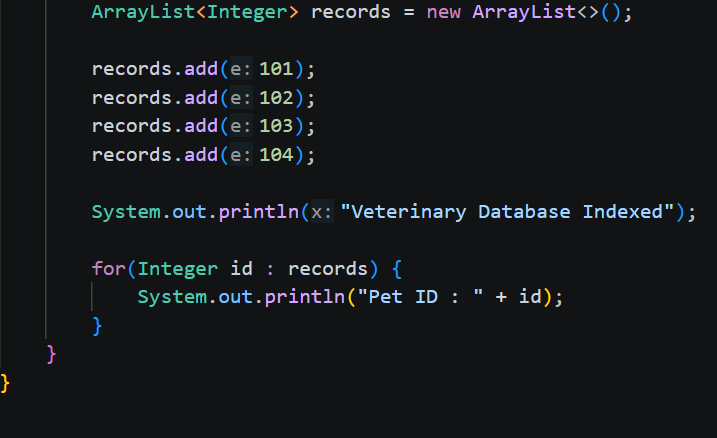 ArrayList<Integer> records = new ArrayList<>();
records.add(e: 101);
records.add(e: 102);
records.add(e: 103);
records.add(e: 104);
System.out.println(x: "Veterinary Database Indexed");
for(Integer id : records) {
System.out.println("Pet ID : " + id);
}
}
}